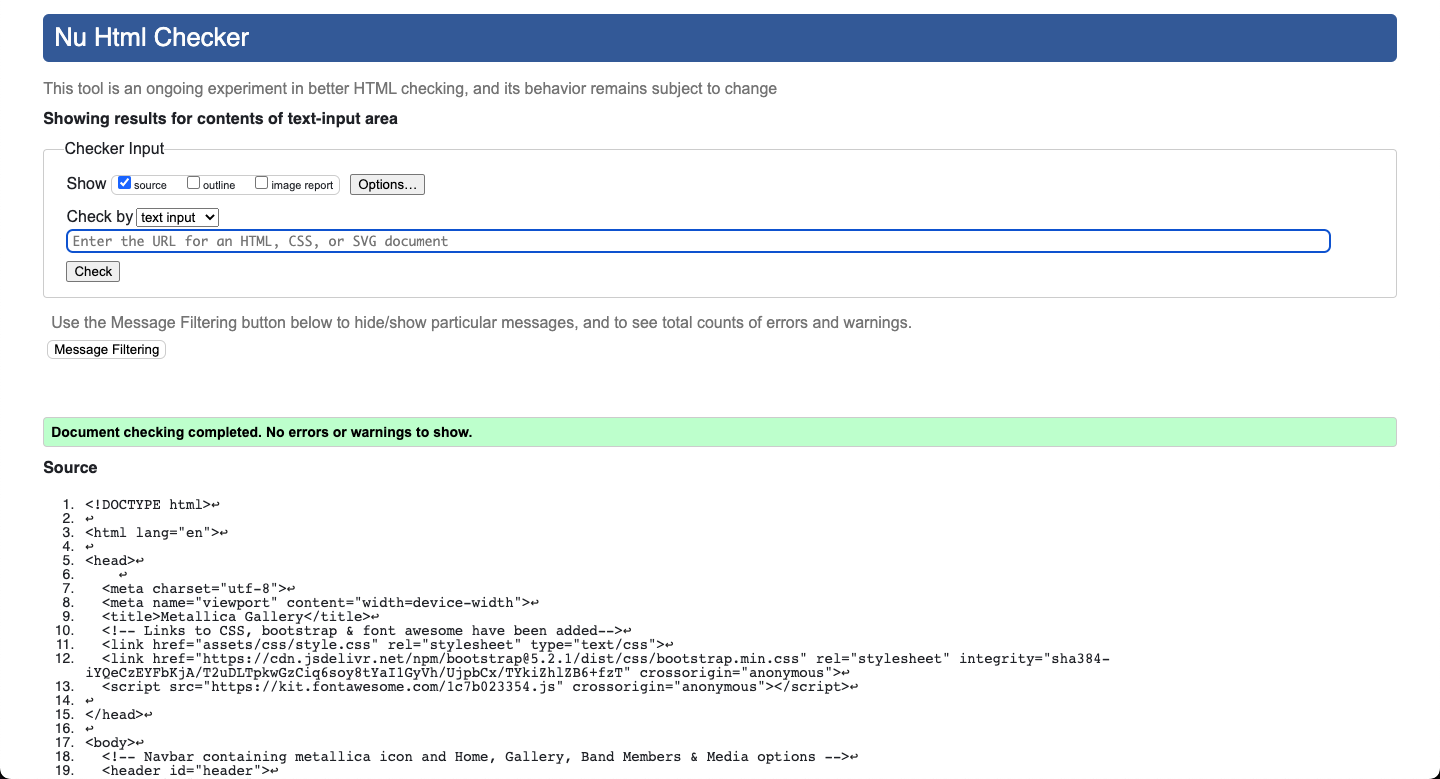 Nu Html Checker
This tool is an ongoing experiment in better HTML checking, and its behavior remains subject to change
Showing results for contents of text-input area
Checker Input
Show source outline image report Options...
Check by text input
Enter the URL for an HTML, CSS, or SVG document
Check
Use the Message Filtering button below to hide/show particular messages, and to see total counts of errors and warnings.
Message Filtering
Document checking completed. No errors or warnings to show.
Source
1. <!DOCTYPE html>↩
2. ↩
3. <html lang="en">↩
4. ↩
5. <head>↩
6. ↩
7. <meta charset="utf-8">↩
8. <meta name="viewport" content="width=device-width">↩
9. <title>Metallica Gallery</title>↩
10. <!-- Links to CSS, bootstrap & font awesome have been added-->↩
11. <link href="assets/css/style.css" rel="stylesheet" type="text/css">↩
12. <link href="https://cdn.jsdelivr.net/npm/bootstrap@5.2.1/dist/css/bootstrap.min.css" rel="stylesheet" integrity="sha384-
iYQeCzEYFbKjA/T2uDLTpkwGzCiq6soy8tYaI1GyVh/UjpbCx/TYkiZhlZB6+fzT" crossorigin="anonymous">↩
13. <script src="https://kit.fontawesome.com/1c7b023354.js" crossorigin="anonymous"></script>↩
14. ↩
15. </head>↩
16. ↩
17. <body>↩
18. <!-- Navbar containing metallica icon and Home, Gallery, Band Members & Media options -->↩
19. <header id="header">↩